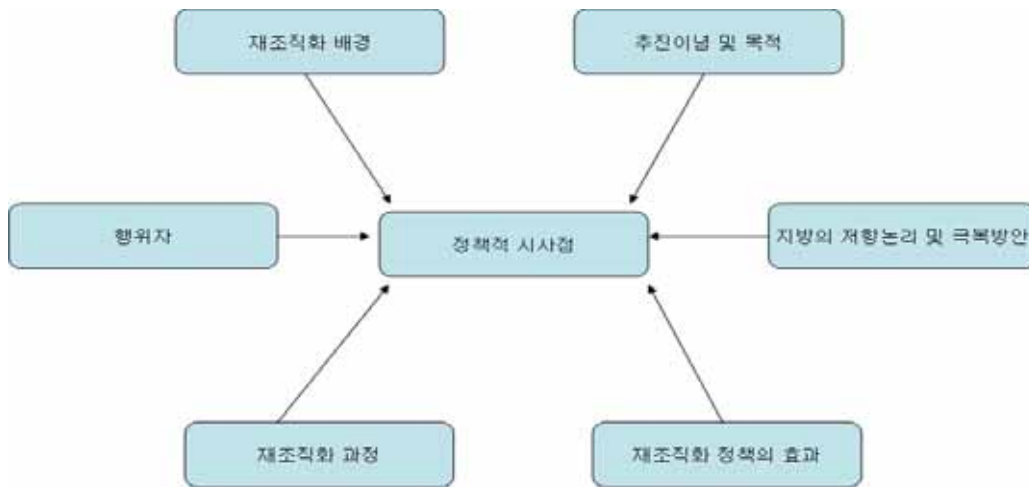 재조직화 배경
추진이념 및 목적
행위자
정책적 시사점
지방의 저항논리 및 극복방안
재조직화 과정
재조직화 정책의 효과